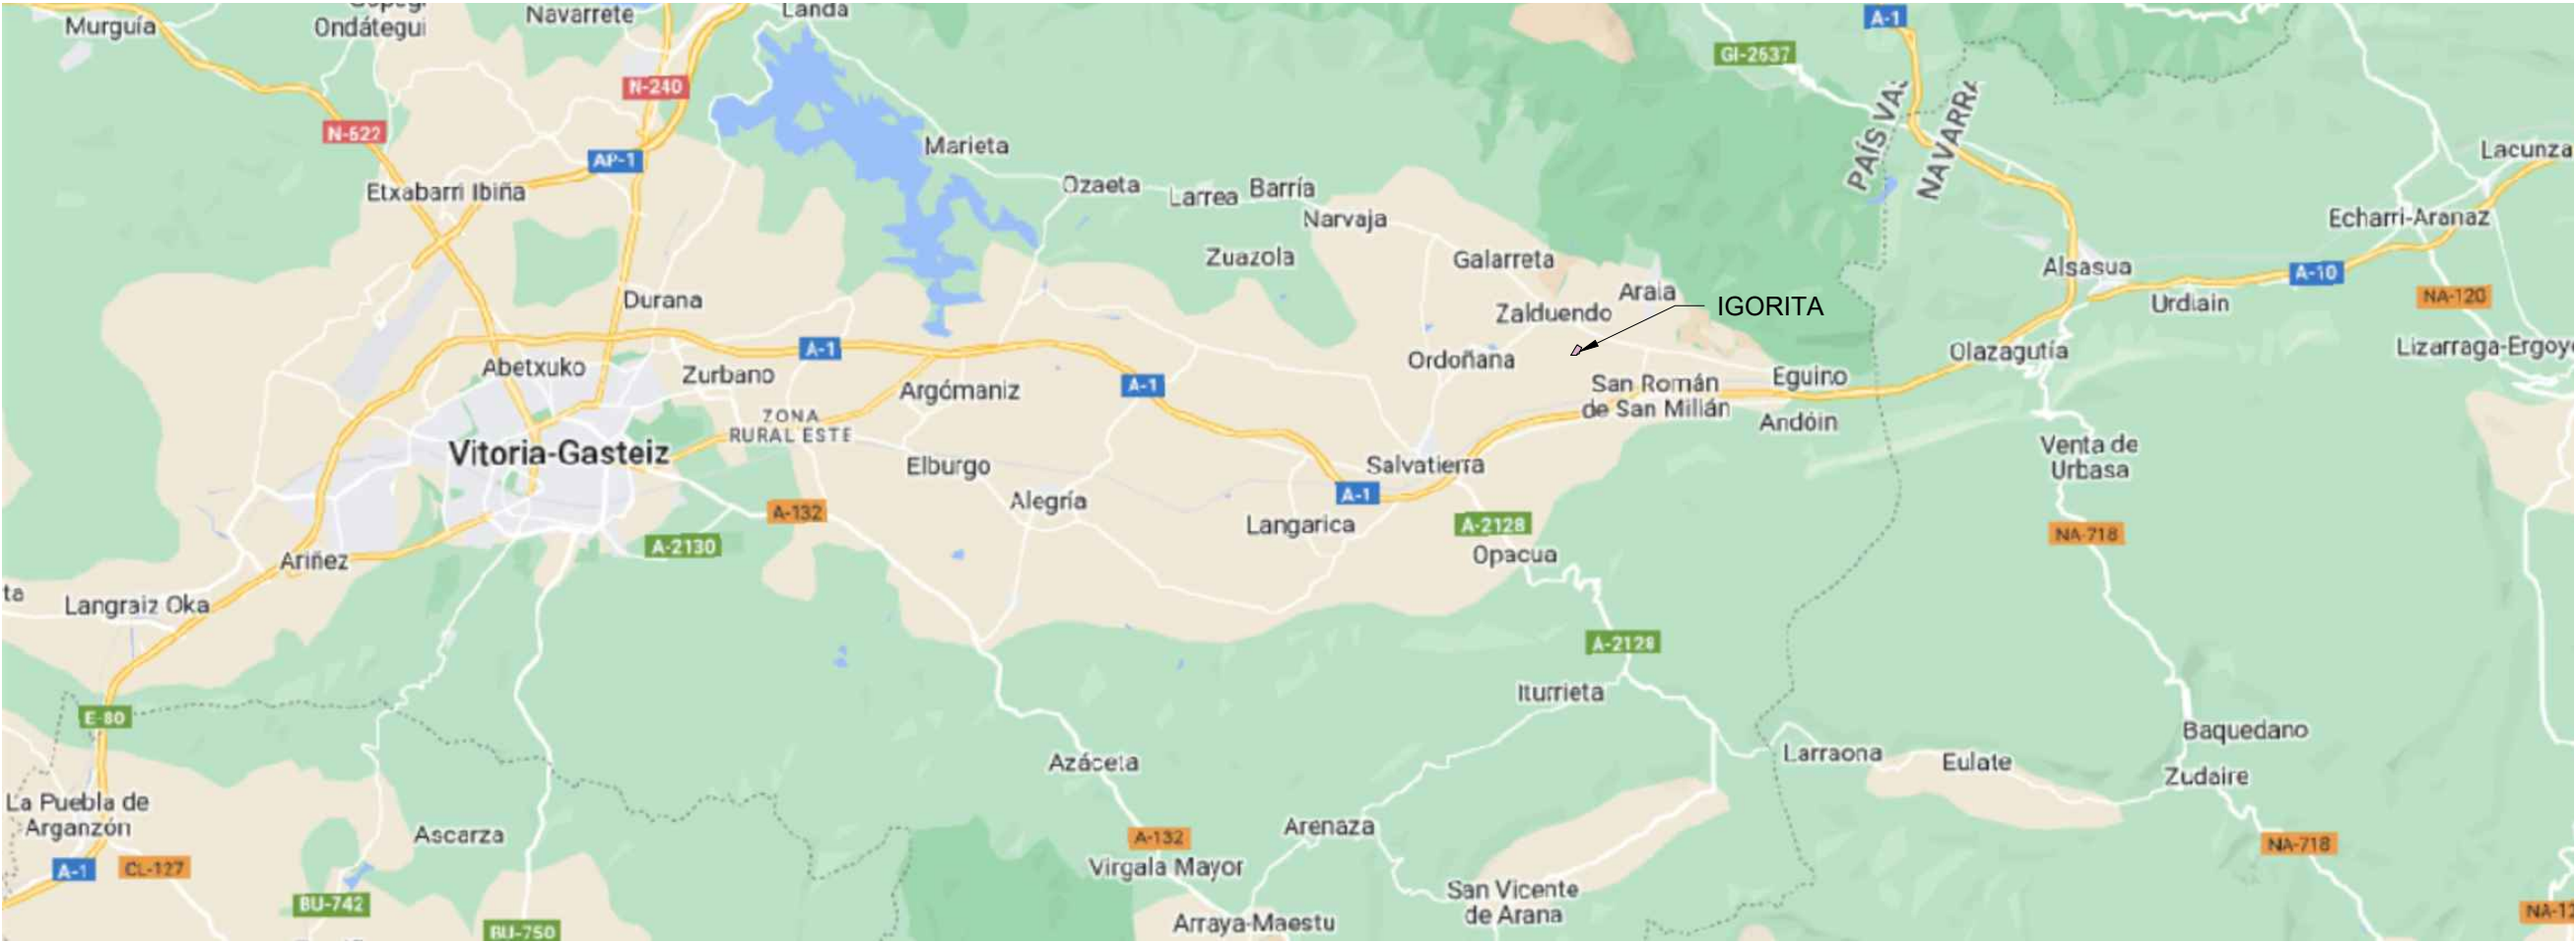 Landa
Navarrete
Murguía
Ondátegui
A-1
GI-2637
N-240
N-622
PAÍS VAS
NAVARRA
Marieta
Lacunza
AP-1
Etxabarri Ibiña
Ozaeta
Larrea
Barría
Narvaja
Echarri-Aranaz
Zuazola
Galarreta
Alsasua
A-10
Araia
NA-120
Durana
Urdiain
IGORITA
Zalduendo
A-1
Lizarraga-Ergoy
Olazagutía
Ordoñana
Abetxuko
Zurbano
Argómaniz
A-1
San Román
de San Millán
Eguino
ZONA
RURAL ESTE
Andóin
Vitoria-Gasteiz
Venta de
Urbasa
Elburgo
Salvatierra
Alegría
A-1
A-132
Langarica
A-2128
NA-718
A-2130
Opacua
Ariñez
ta
Langraiz Oka
A-2128
Iturrieta
E-80
Baquedano
Larraona
Azáceta
Eulate
Zudaire
La Puebla de
Arganzón
Ascarza
Arenaza
A-132
NA-718
Virgala Mayor
A-1
CL-127
San Vicente
de Arana
BU-742
NA-12
Arraya-Maestu
BU-750